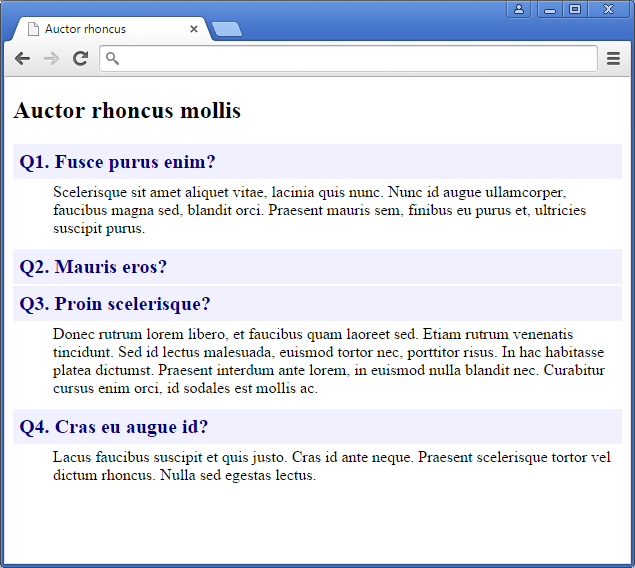 Auctor rhoncus
Auctor rhoncus mollis
Q1. Fusce purus enim?
Scelerisque sit amet aliquet vitae, lacinia quis nunc. Nunc id augue ullamcorper,
faucibus magna sed, blandit orci. Praesent mauris sem, finibus eu purus et, ultricies
suscipit purus.
Q2. Mauris eros?
Q3. Proin scelerisque?
Donec rutrum lorem libero, et faucibus quam laoreet sed. Etiam rutrum venenatis
tincidunt. Sed id lectus malesuada, euismod tortor nec, porttitor risus. In hac habitasse
platea dictumst. Praesent interdum ante lorem, in euismod nulla blandit nec. Curabitur
cursus enim orci, id sodales est mollis ac.
Q4. Cras eu augue id?
Lacus faucibus suscipit et quis justo. Cras id ante neque. Praesent scelerisque tortor vel
dictum rhoncus. Nulla sed egestas lectus.